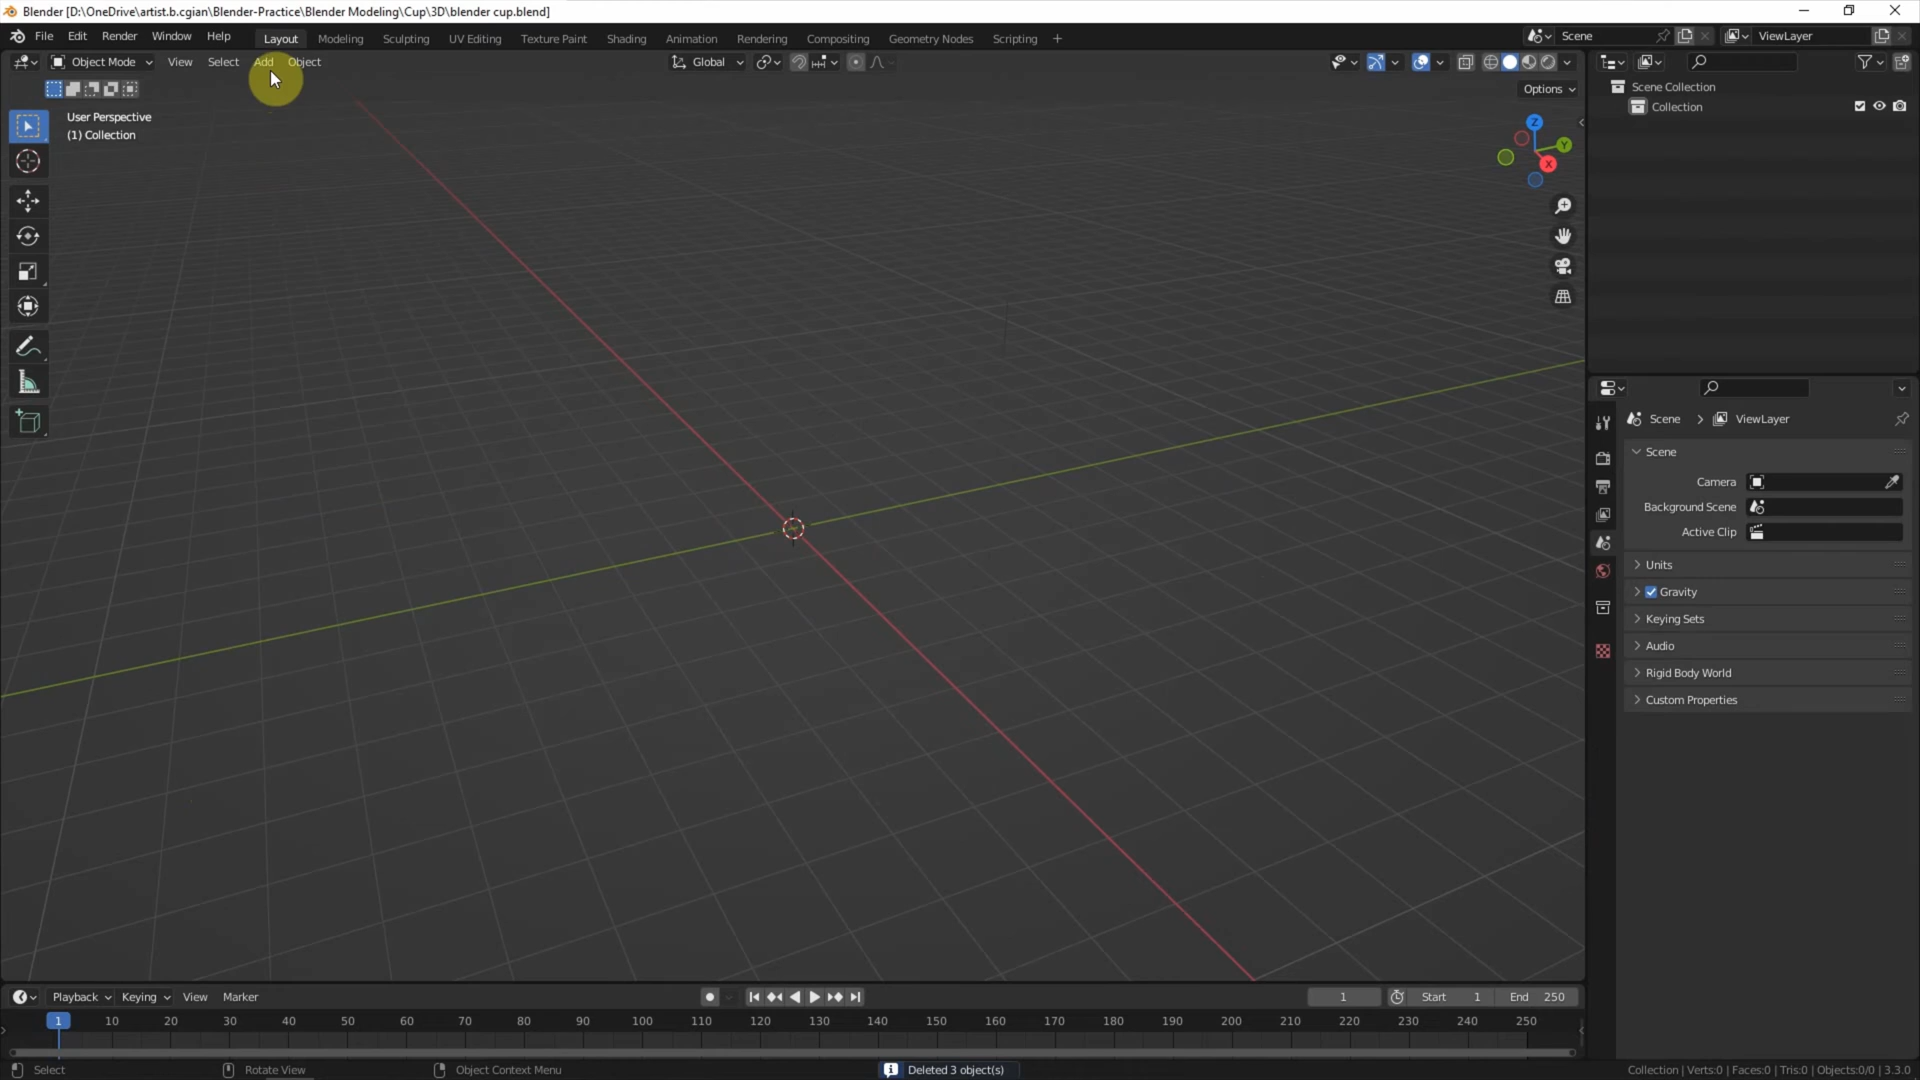 Blender [D:\OneDrive\artist.b.cgian\Blender-Practice\Blender Modeling\Cup\3D\blender cup.blend]
File Edit Render Window Help Layout Modeling Sculpting UV Editing Texture Paint Shading Animation Rendering Compositing Geometry Nodes Scripting + Scene ViewLayer
Object Mode View Select Add Object Global
Options
User Perspective
(1) Collection
Z
Y
X
Scene Collection
Collection
Scene > ViewLayer
Scene
Camera
Background Scene
Active Clip
Units
Gravity
Keying Sets
Audio
Rigid Body World
Custom Properties
Playback Keying View Marker 1 Start 1 End 250
1 10 20 30 40 50 60 70 80 90 100 110 120 130 140 150 160 170 180 190 200 210 220 230 240 250
Select Rotate View Object Context Menu Deleted 3 object(s) Collection | Verts:0 | Faces:0 | Tris:0 | Objects:0/0 | 3.3.0